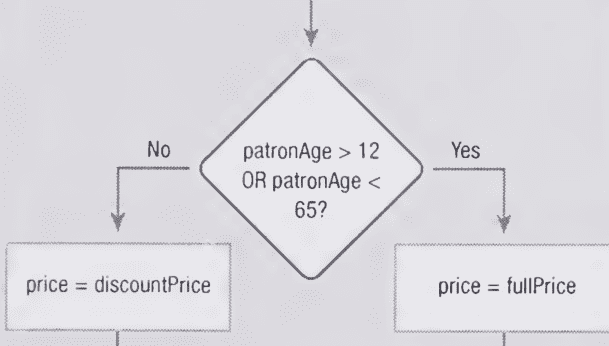 No
patronAge > 12
OR patronAge <
65?
Yes
price = discountPrice
price = fullPrice